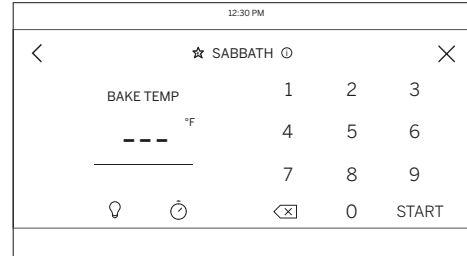 12:30 PM
SABBATH
BAKE TEMP
--- °F
1 2 3
4 5 6
7 8 9
0 START